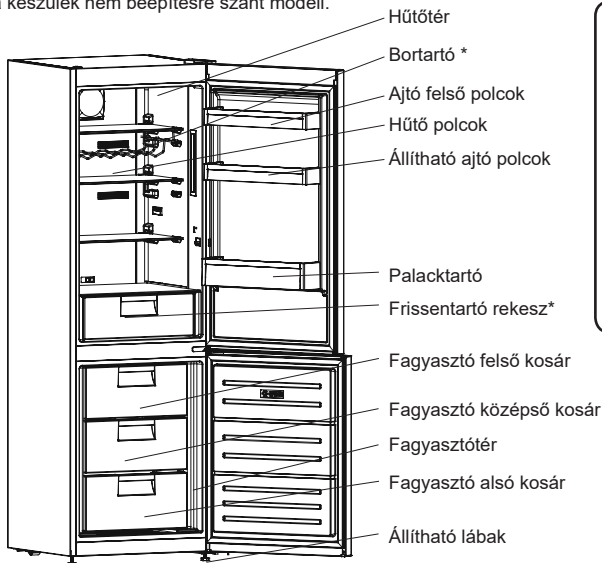 készülék nem beépítésre szánt modell.
Hűtőtér
Bortartó *
Ajtó felső polcok
Hűtő polcok
Állítható ajtó polcok
Palacktartó
Frissentartó rekesz*
Fagyasztó felső kosár
Fagyasztó középső kosár
Fagyasztótér
Fagyasztó alsó kosár
Állítható lábak